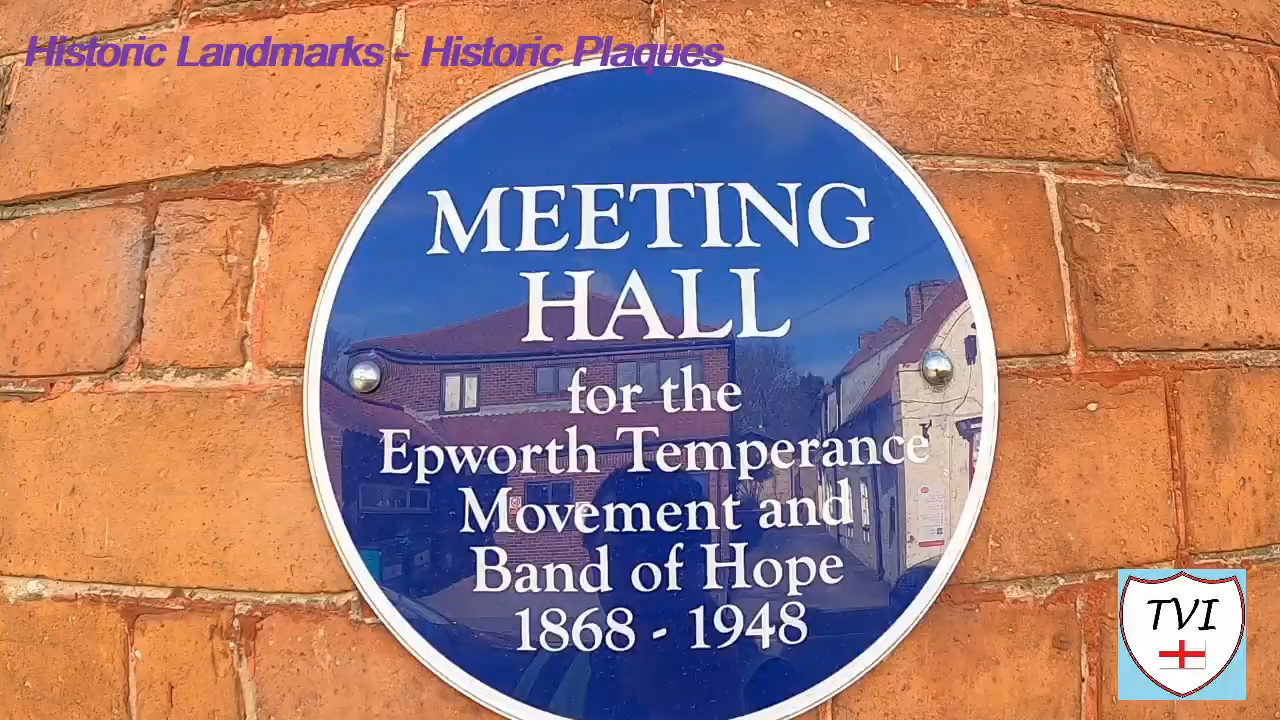 Historic Landmarks - Historic Plaques
MEETING
HALL
for the
Epworth Temperance
Movement and
Band of Hope
1868 - 1948
TVI